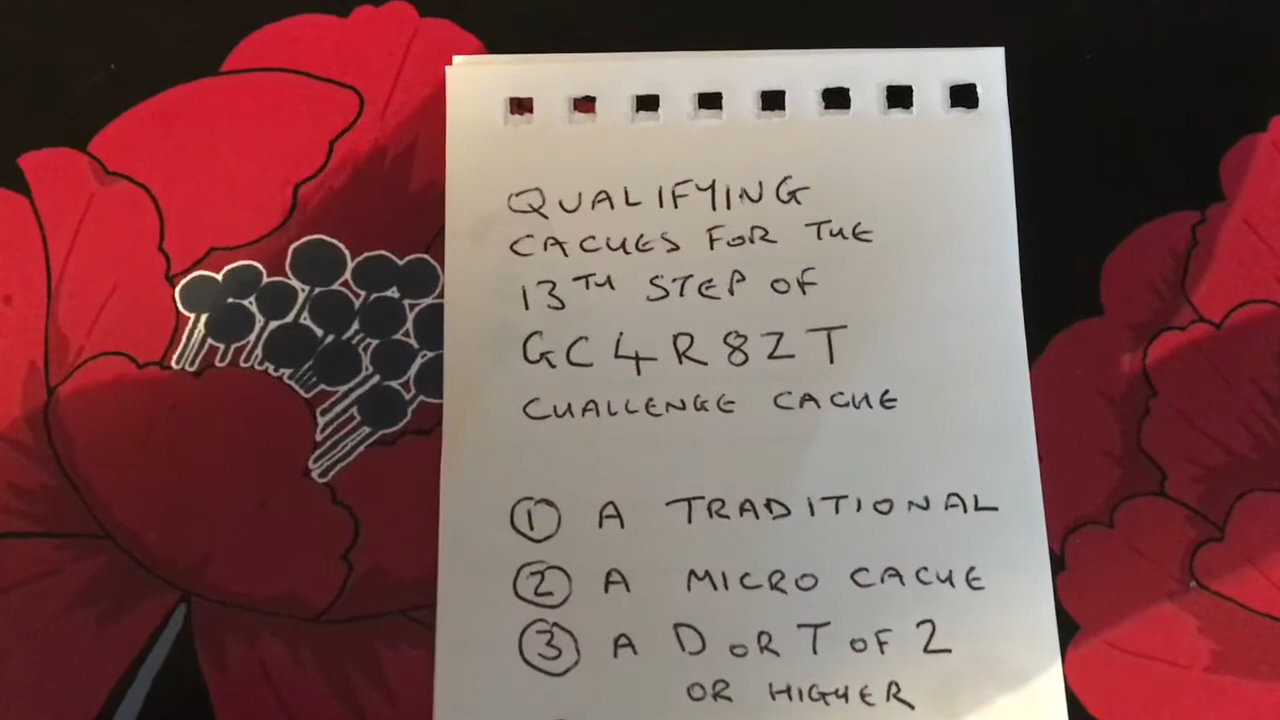 QUALIFYING
CACHES FOR THE
13TH STEP OF
GC4R8ZT
CHALLENGE CACHE
① A TRADITIONAL
② A MICRO CACHE
③ A D OR T OF 2
OR HIGHER